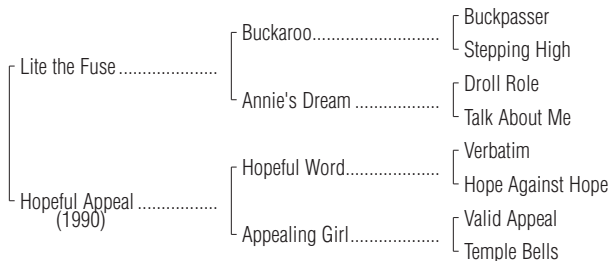 Buckpasser
Buckaroo
Stepping High
Lite the Fuse
Droll Role
Annie's Dream
Talk About Me
Verbatim
Hopeful Word
Hope Against Hope
Hopeful Appeal
(1990)
Valid Appeal
Appealing Girl
Temple Bells